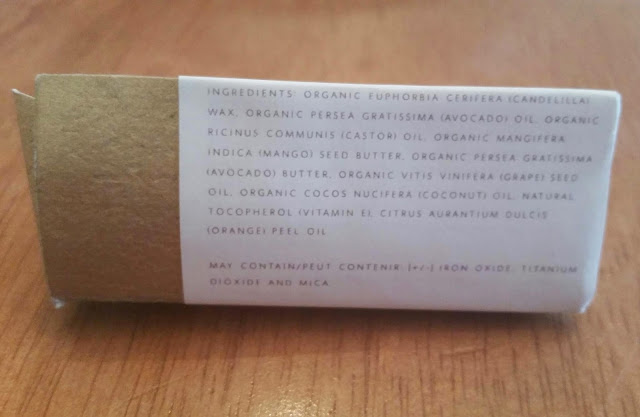 INGREDIENTS: ORGANIC EUPHORBIA CERIFERA (CANDELILLA)
WAX, ORGANIC PERSEA GRATISSIMA (AVOCADO) OIL, ORGANIC
RICINUS COMMUNIS (CASTOR) OIL, ORGANIC MANGIFERA
INDICA (MANGO) SEED BUTTER, ORGANIC PERSEA GRATISSIMA
(AVOCADO) BUTTER, ORGANIC VITIS VINIFERA (GRAPE) SEED
OIL, ORGANIC COCOS NUCIFERA (COCONUT) OIL, NATURAL
TOCOPHEROL (VITAMIN E), CITRUS AURANTIUM DULCIS
(ORANGE) PEEL OIL
MAY CONTAIN/PEUT CONTENIR: [+/-] IRON OXIDE, TITANIUM
DIOXIDE AND MICA.